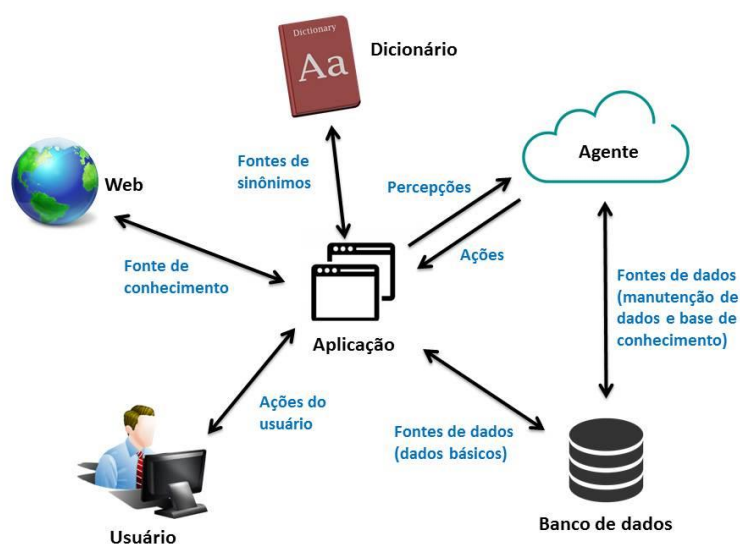 Dictionary
Aa
Dicionário
Fontes de
sinônimos
Web
Fonte de
conhecimento
Percepções
Ações
Agente
Aplicação
Fontes de dados
(manutenção de
dados e base de
conhecimento)
Ações do
usuário
Fontes de dados
(dados básicos)
Usuário
Banco de dados